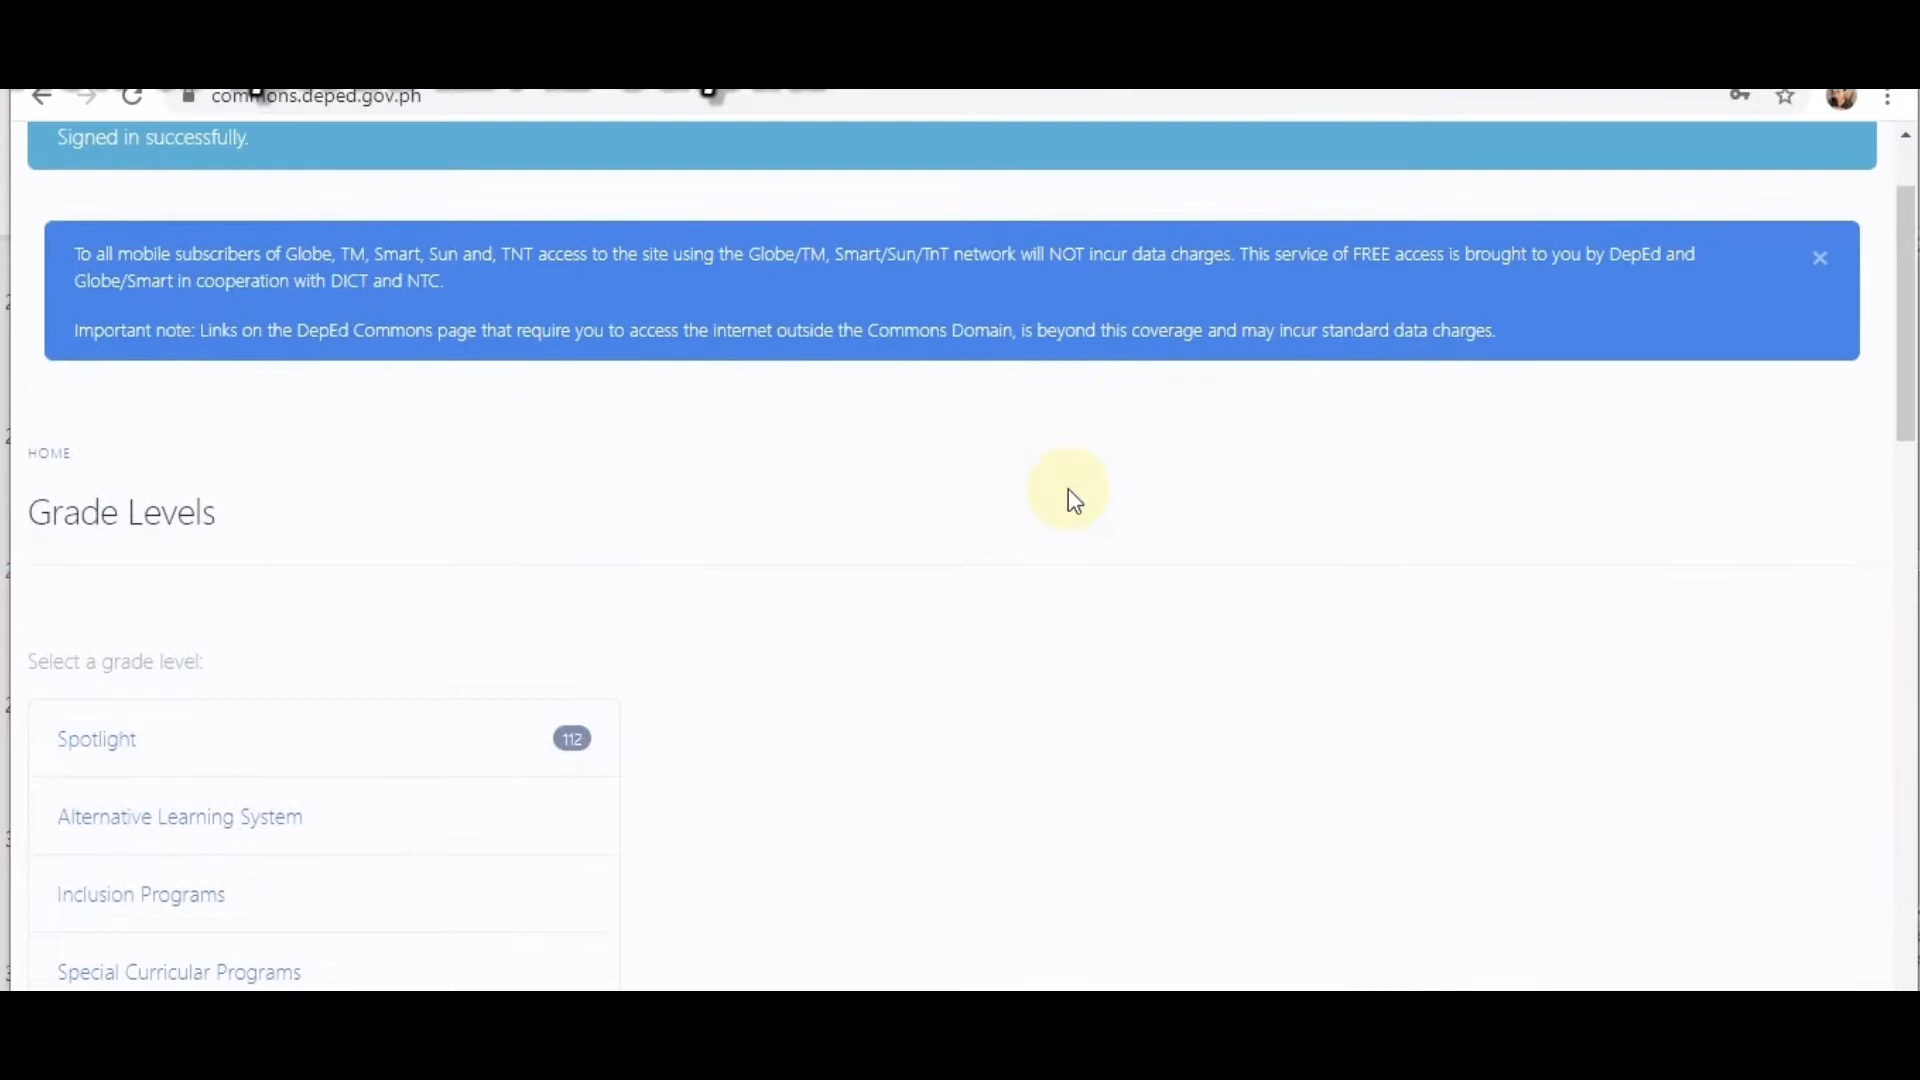 commons.deped.gov.ph
Signed in successfully.
To all mobile subscribers of Globe, TM, Smart, Sun and, TNT access to the site using the Globe/TM, Smart/Sun/TnT network will NOT incur data charges. This service of FREE access is brought to you by DepEd and
Globe/Smart in cooperation with DICT and NTC.
Important note: Links on the DepEd Commons page that require you to access the internet outside the Commons Domain, is beyond this coverage and may incur standard data charges.
HOME
Grade Levels
Select a grade level:
Spotlight 112
Alternative Learning System
Inclusion Programs
Special Curricular Programs